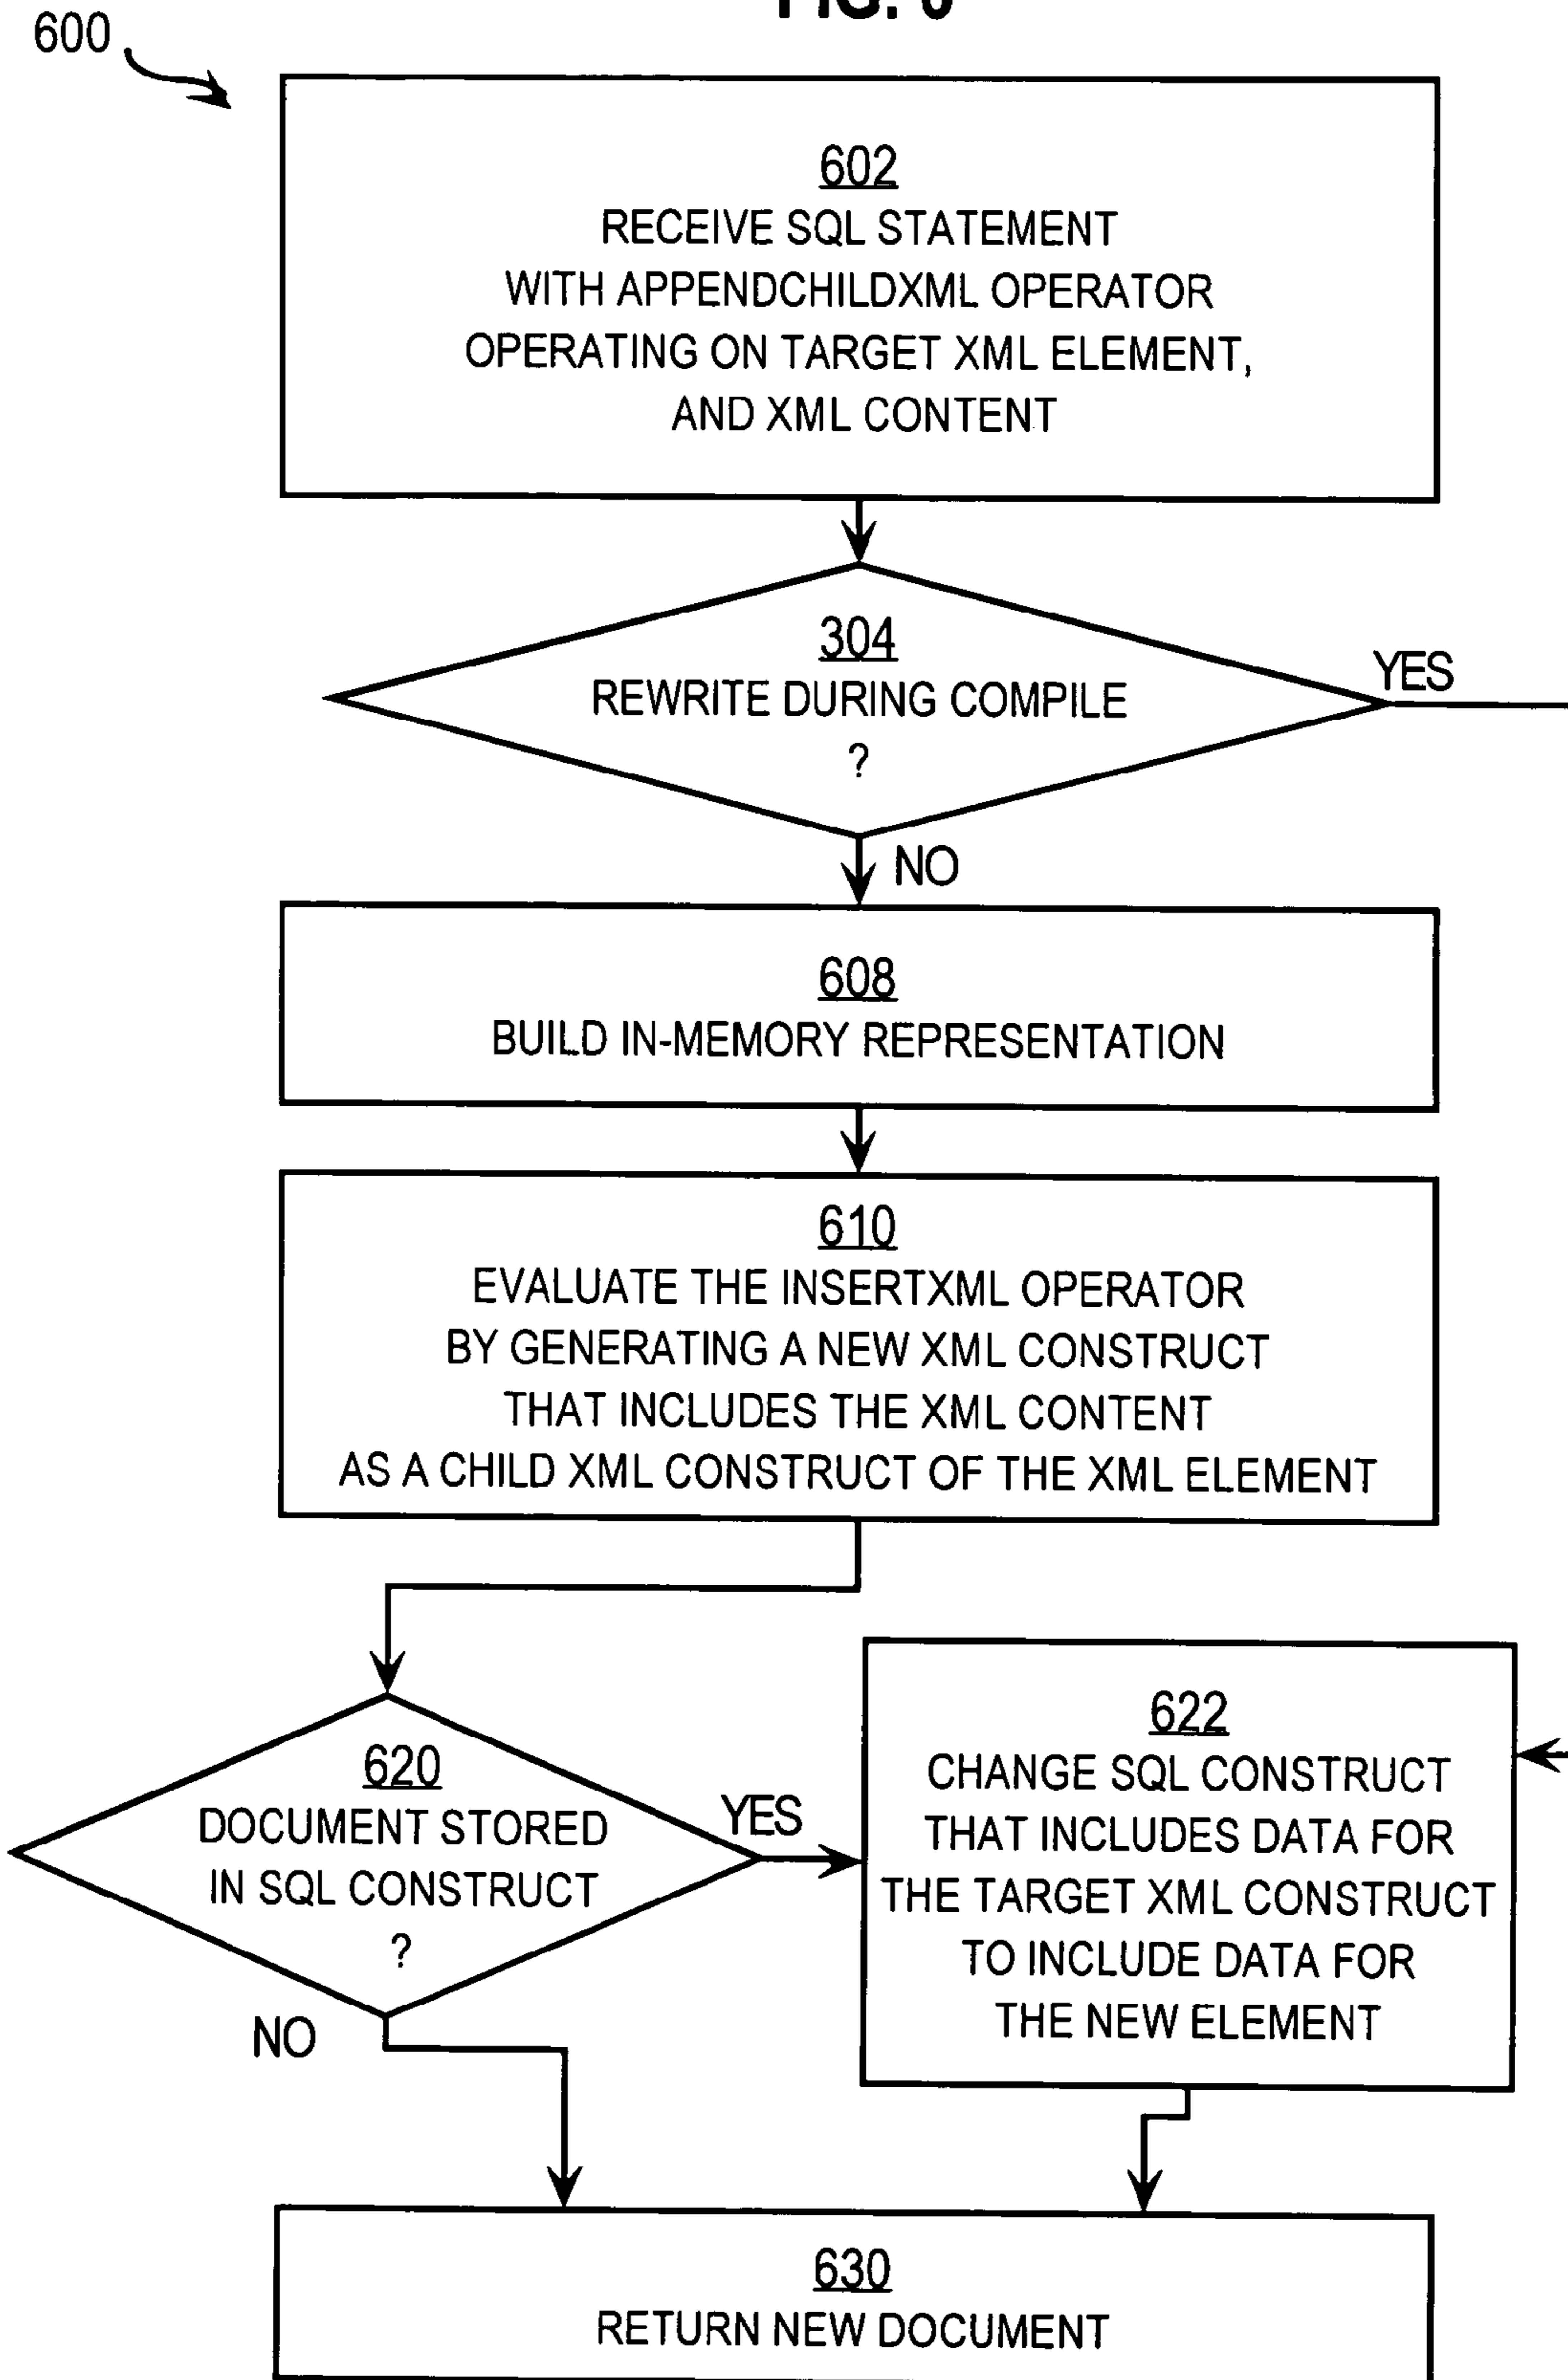 600
602
RECEIVE SQL STATEMENT
WITH APPENDCHILDXML OPERATOR
OPERATING ON TARGET XML ELEMENT,
AND XML CONTENT
304
REWRITE DURING COMPILE
?
YES
NO
608
BUILD IN-MEMORY REPRESENTATION
610
EVALUATE THE INSERTXML OPERATOR
BY GENERATING A NEW XML CONSTRUCT
THAT INCLUDES THE XML CONTENT
AS A CHILD XML CONSTRUCT OF THE XML ELEMENT
620
DOCUMENT STORED
IN SQL CONSTRUCT
?
YES
NO
622
CHANGE SQL CONSTRUCT
THAT INCLUDES DATA FOR
THE TARGET XML CONSTRUCT
TO INCLUDE DATA FOR
THE NEW ELEMENT
630
RETURN NEW DOCUMENT